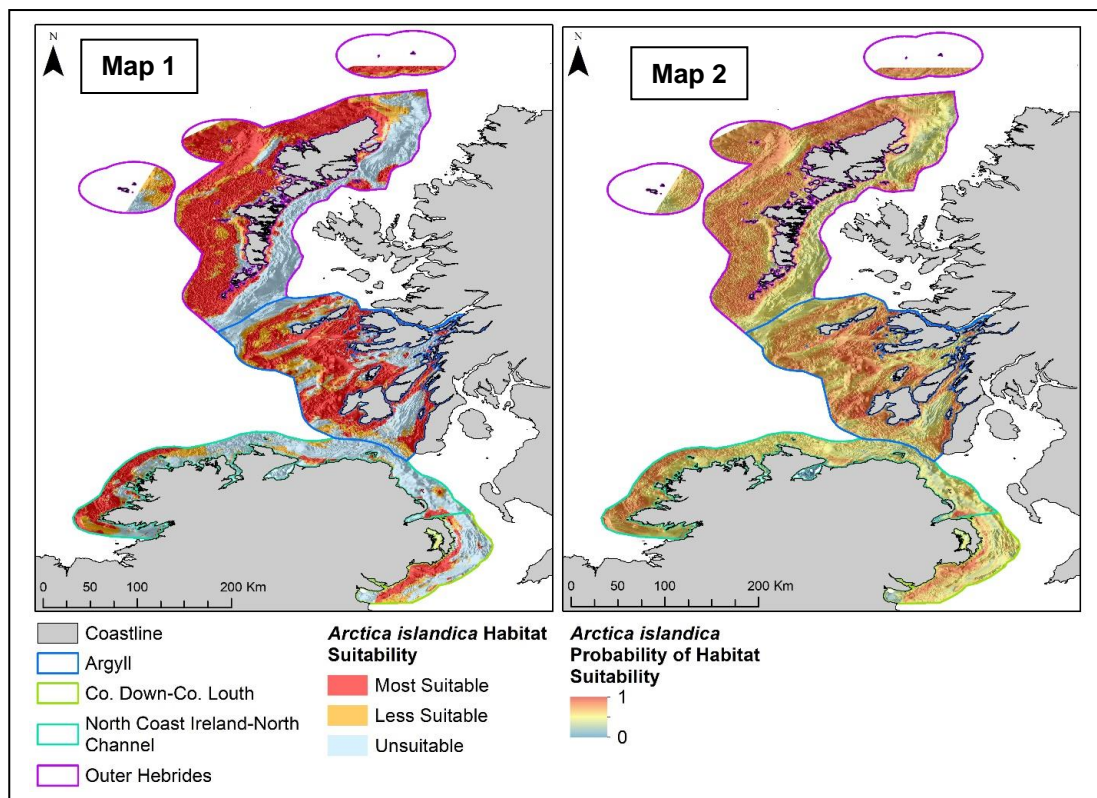 N
Map 1
0 50 100 200 Km
N
Map 2
0 50 100 200 Km
Coastline
Argyll
Co. Down-Co. Louth
North Coast Ireland-North
Channel
Outer Hebrides
Arctica islandica Habitat
Suitability
Most Suitable
Less Suitable
Unsuitable
Arctica islandica
Probability of Habitat
Suitability
1
0